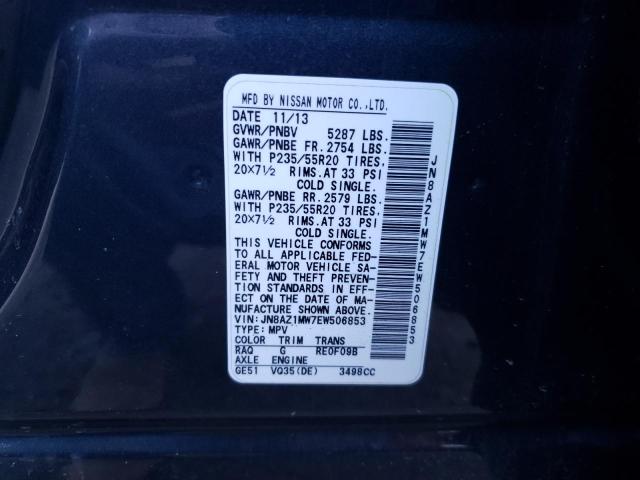 MFD BY NISSAN MOTOR CO.,LTD.
DATE 11/13
GVWR/PNBV 5287 LBS.
GAWR/PNBE FR. 2754 LBS.
WITH P235/55R20 TIRES,
20X7½ RIMS. AT 33 PSI
COLD SINGLE.
GAWR/PNBE RR. 2579 LBS.
WITH P235/55R20 TIRES,
20X7½ RIMS. AT 33 PSI
COLD SINGLE.
THIS VEHICLE CONFORMS
TO ALL APPLICABLE FED-
ERAL MOTOR VEHICLE SA-
FETY AND THEFT PREVEN-
TION STANDARDS IN EFF-
ECT ON THE DATE OF MA-
NUFACTURE SHOWN ABOVE.
VIN: JN8AZ1MW7EW506853
TYPE: MPV
COLOR TRIM TRANS
RAQ G RE0F09B
AXLE ENGINE
GE51 VQ35(DE) 3498CC
JN8AZ1MW7EW506853